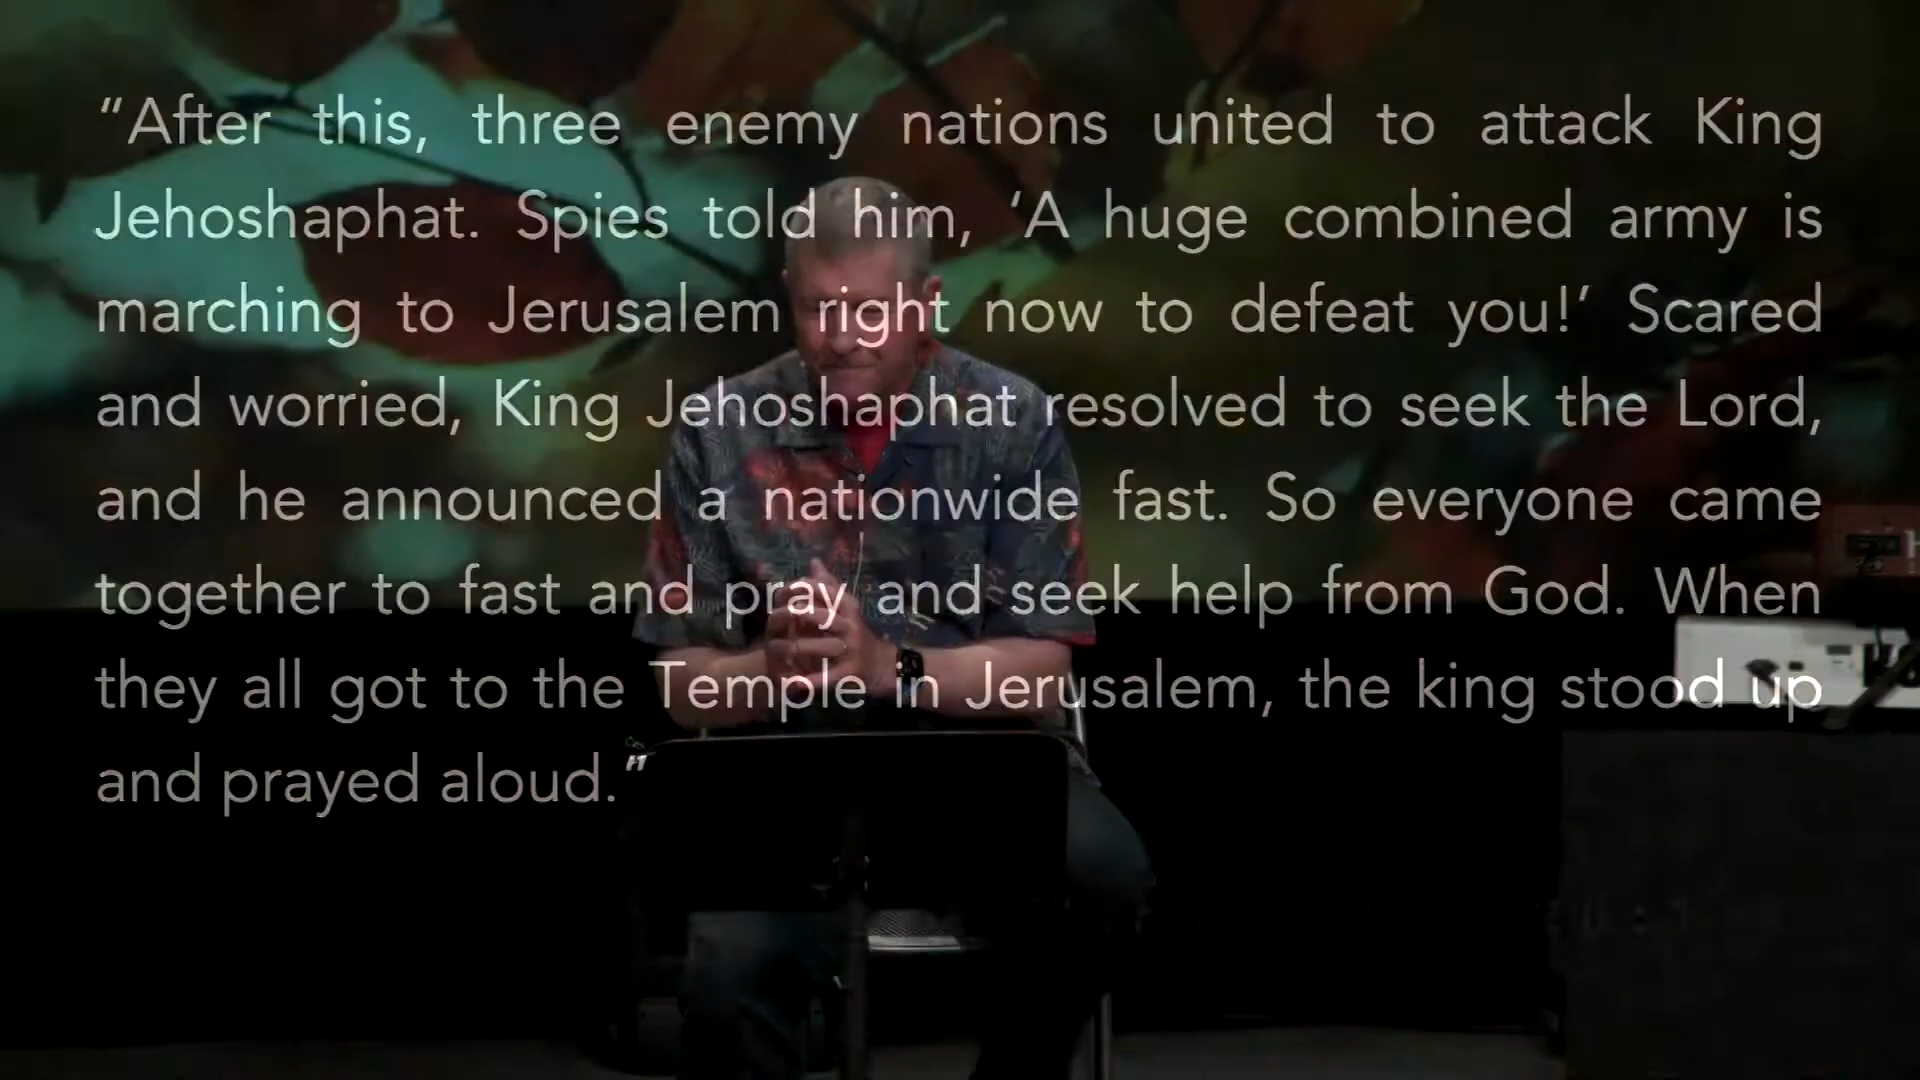 “After this, three enemy nations united to attack King
Jehoshaphat. Spies told him, ‘A huge combined army is
marching to Jerusalem right now to defeat you!’ Scared
and worried, King Jehoshaphat resolved to seek the Lord,
and he announced a nationwide fast. So everyone came
together to fast and pray and seek help from God. When
they all got to the Temple in Jerusalem, the king stood up
and prayed aloud.”